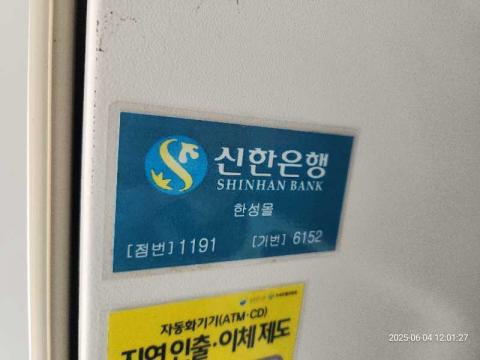 신한은행
SHINHAN BANK
한성몰
[점번]1191 [기번] 6152
자동화기기(ATM·CD)
지연인출·이체 제도
2025-06-04 12:01:27